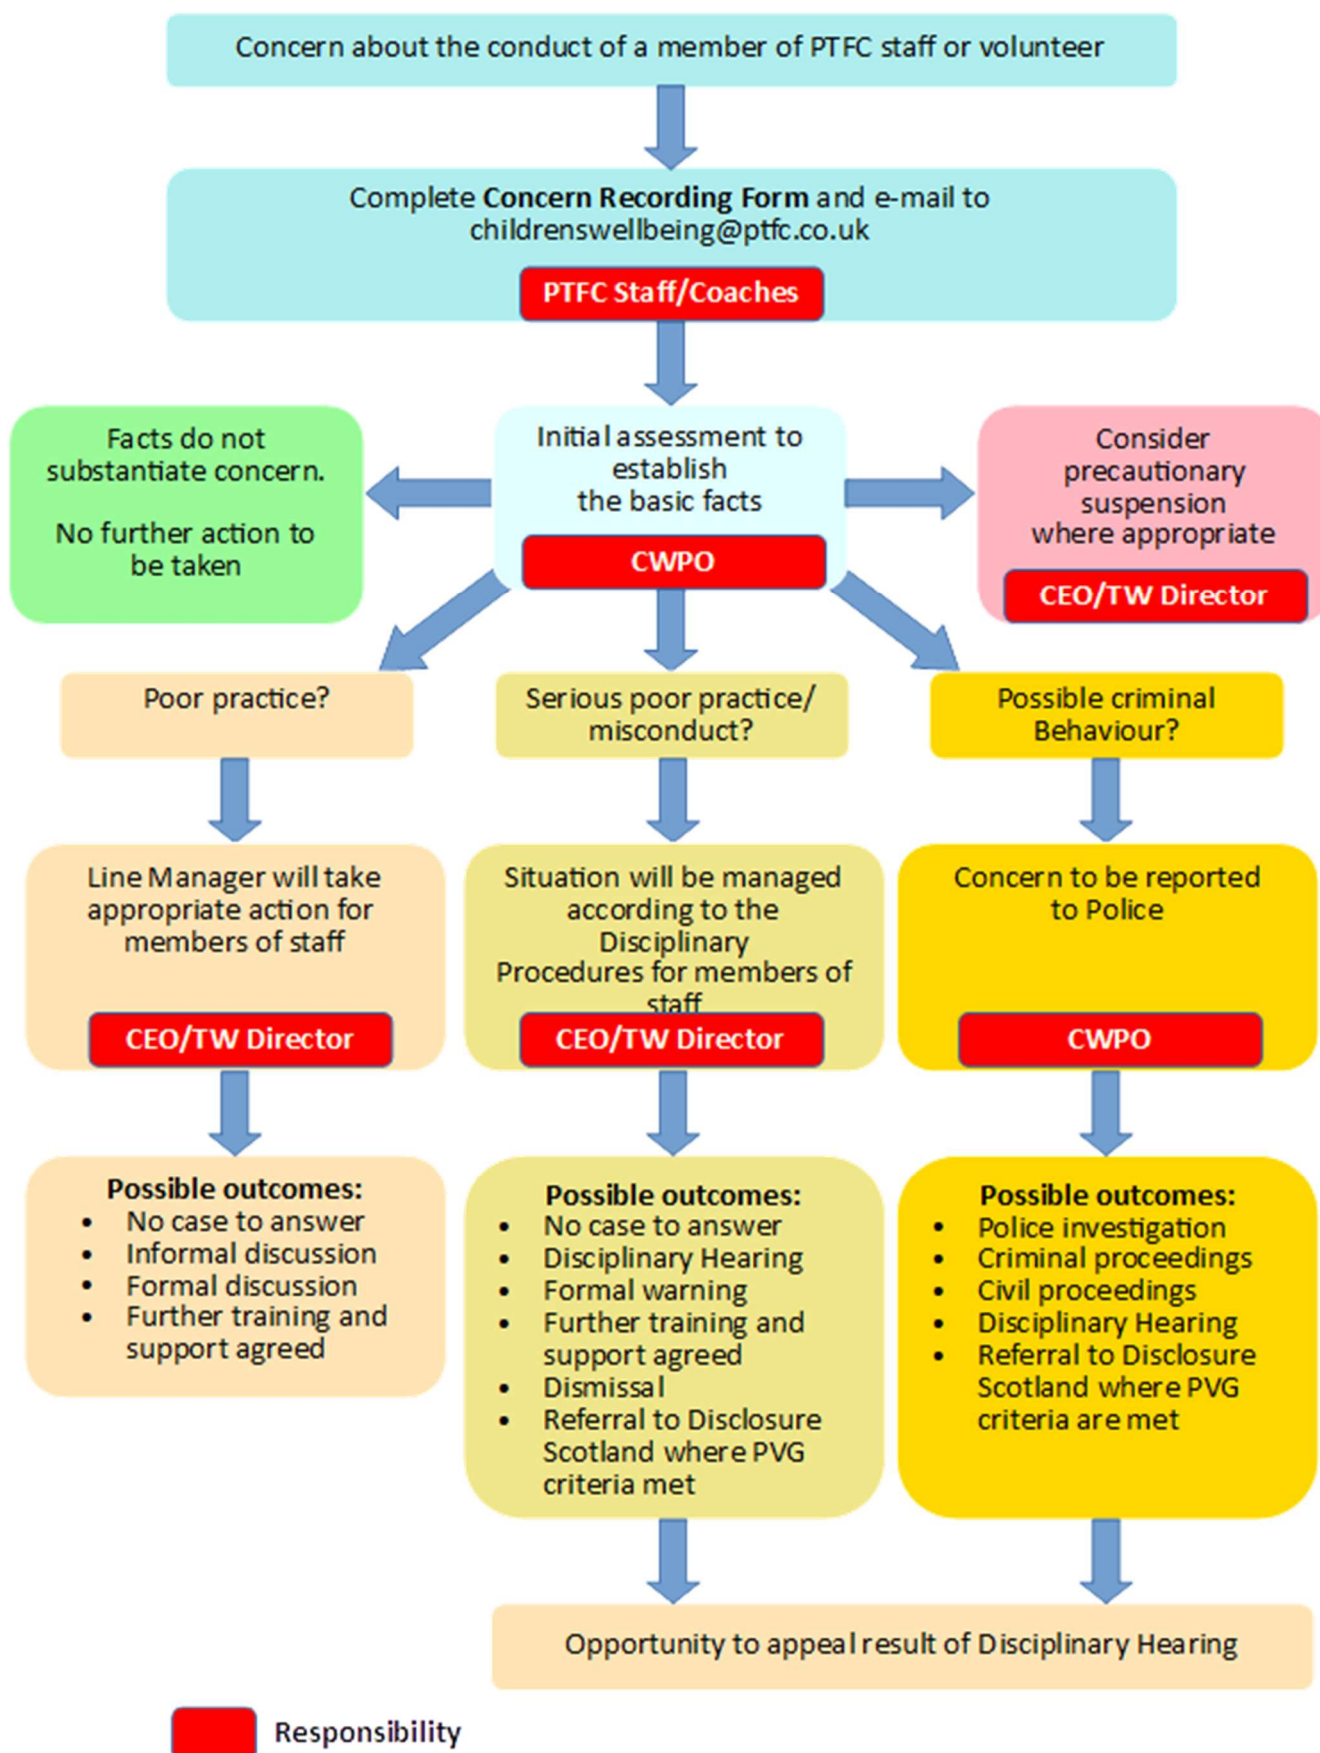 Concern about the conduct of a member of PTFC staff or volunteer
Complete Concern Recording Form and e-mail to
childrenswellbeing@ptfc.co.uk
PTFC Staff/Coaches
Facts do not
substantiate concern.
No further action to
be taken
Initial assessment to
establish
the basic facts
CWPO
Consider
precautionary
suspension
where appropriate
CEO/TW Director
Poor practice?
Serious poor practice/
misconduct?
Possible criminal
Behaviour?
Line Manager will take
appropriate action for
members of staff
CEO/TW Director
Situation will be managed
according to the
Disciplinary
Procedures for members of
staff
CEO/TW Director
Concern to be reported
to Police
CWPO
Possible outcomes:
• No case to answer
• Informal discussion
• Formal discussion
• Further training and
support agreed
Possible outcomes:
• No case to answer
• Disciplinary Hearing
• Formal warning
• Further training and
support agreed
• Dismissal
• Referral to Disclosure
Scotland where PVG
criteria met
Possible outcomes:
• Police investigation
• Criminal proceedings
• Civil proceedings
• Disciplinary Hearing
• Referral to Disclosure
Scotland where PVG
criteria are met
Opportunity to appeal result of Disciplinary Hearing
Responsibility